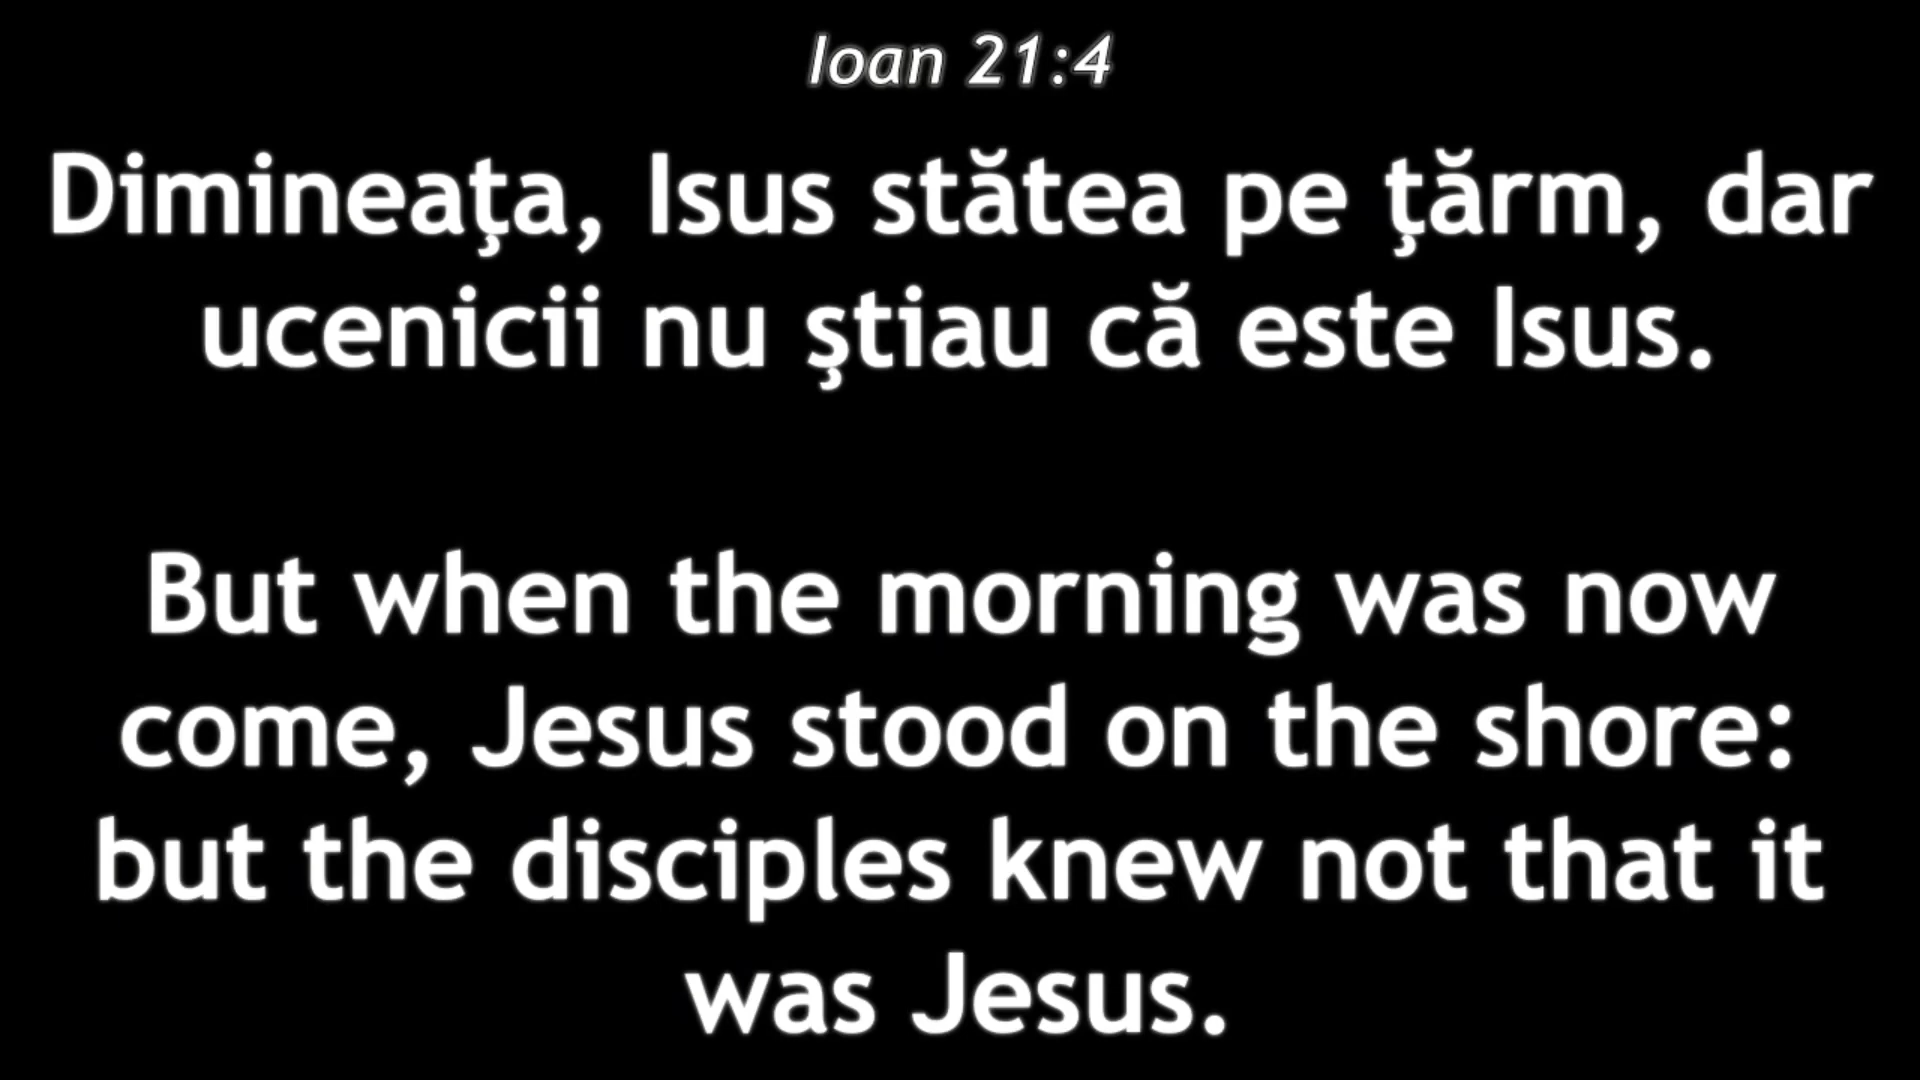 Ioan 21:4
Dimineaţa, Isus stătea pe ţărm, dar
ucenicii nu ştiau că este Isus.
But when the morning was now
come, Jesus stood on the shore:
but the disciples knew not that it
was Jesus.